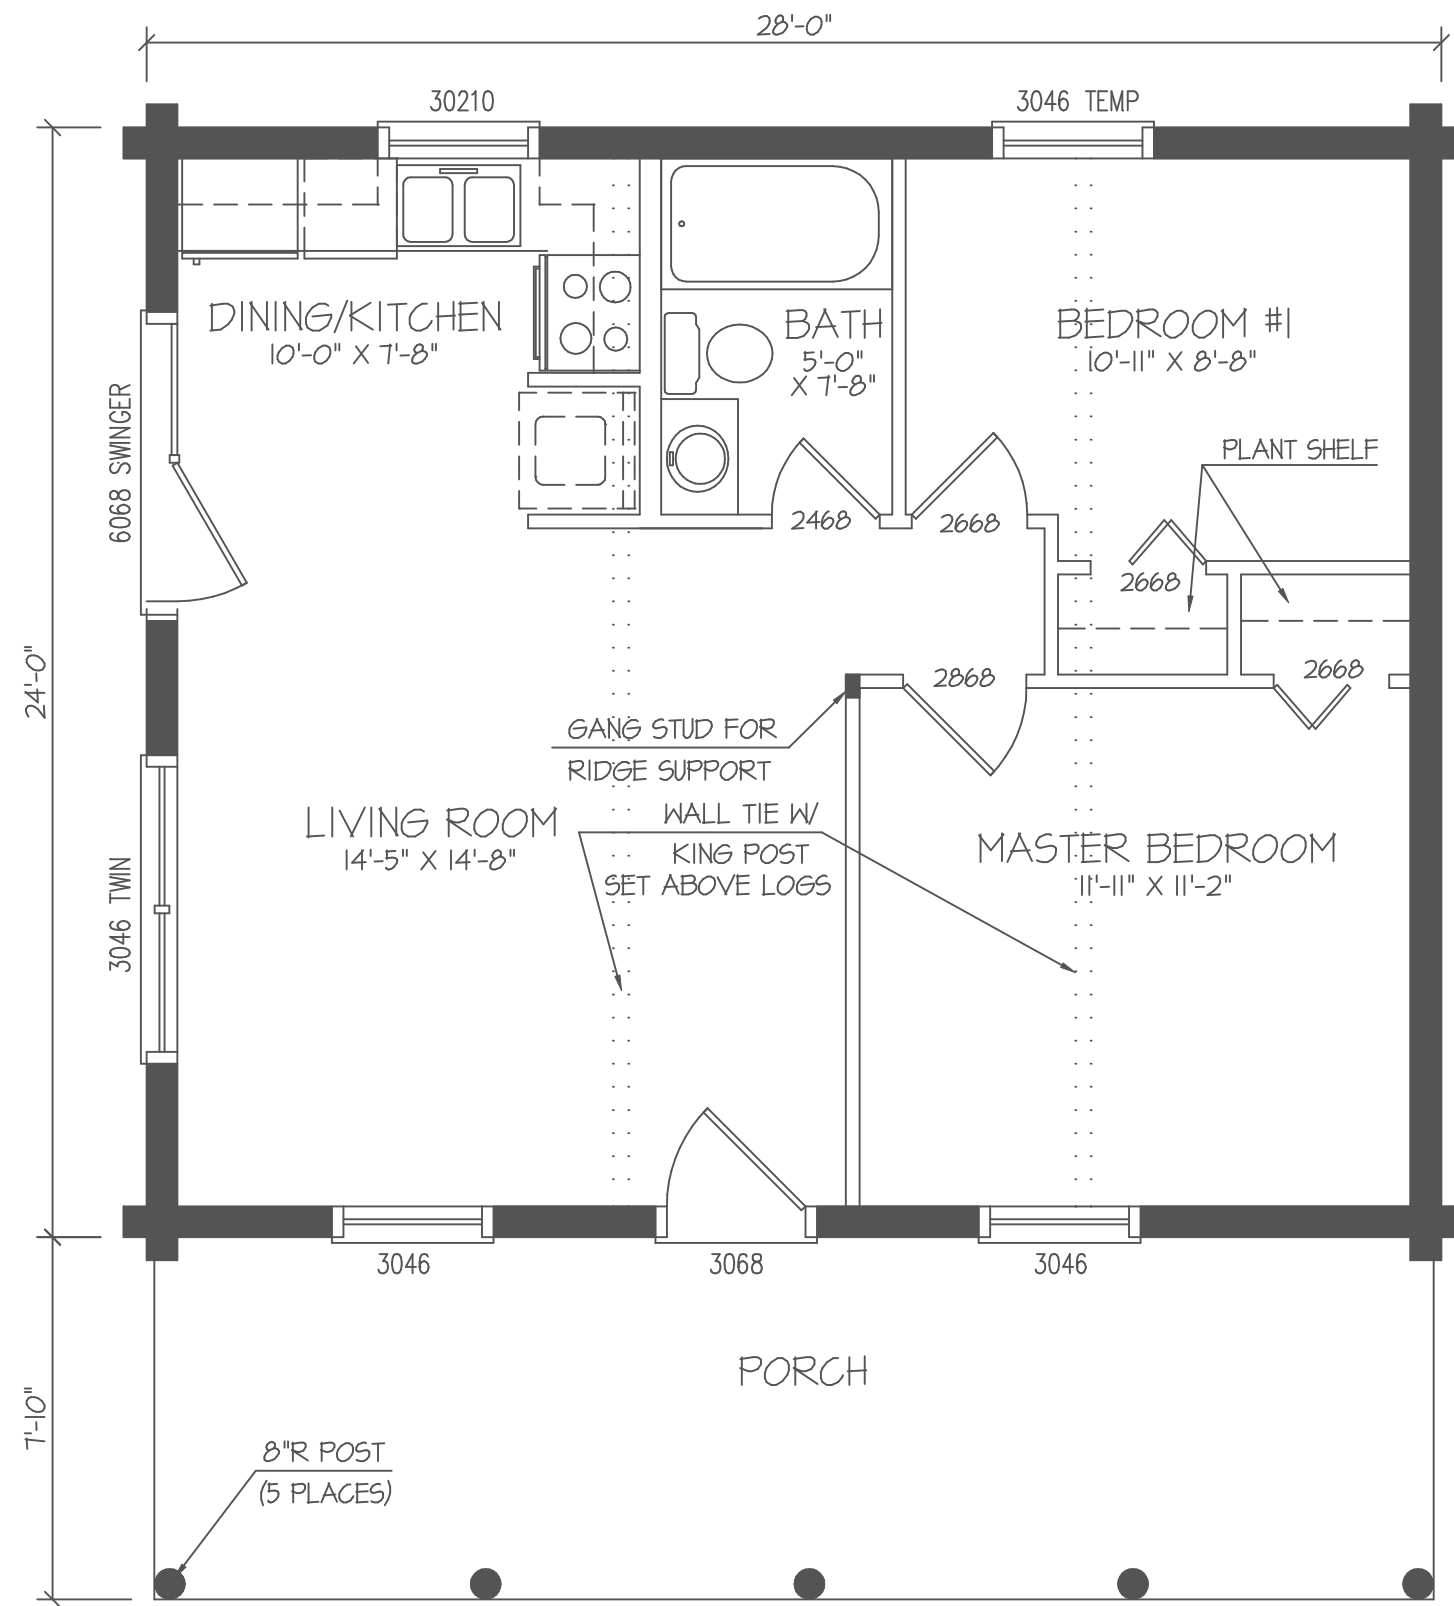 28'-0"
30210
3046 TEMP
DINING/KITCHEN
10'-0" X 7'-8"
BATH
5'-0"
X 7'-8"
BEDROOM #1
10'-11" X 8'-8"
6068 SWINGER
PLANT SHELF
2468
2668
2668
24'-0"
2868
2668
GANG STUD FOR
RIDGE SUPPORT
WALL TIE W/
KING POST
SET ABOVE LOGS
LIVING ROOM
14'-5" X 14'-8"
MASTER BEDROOM
11'-11" X 11'-2"
3046 TWIN
3046
3068
3046
PORCH
7'-10"
8"R POST
(5 PLACES)